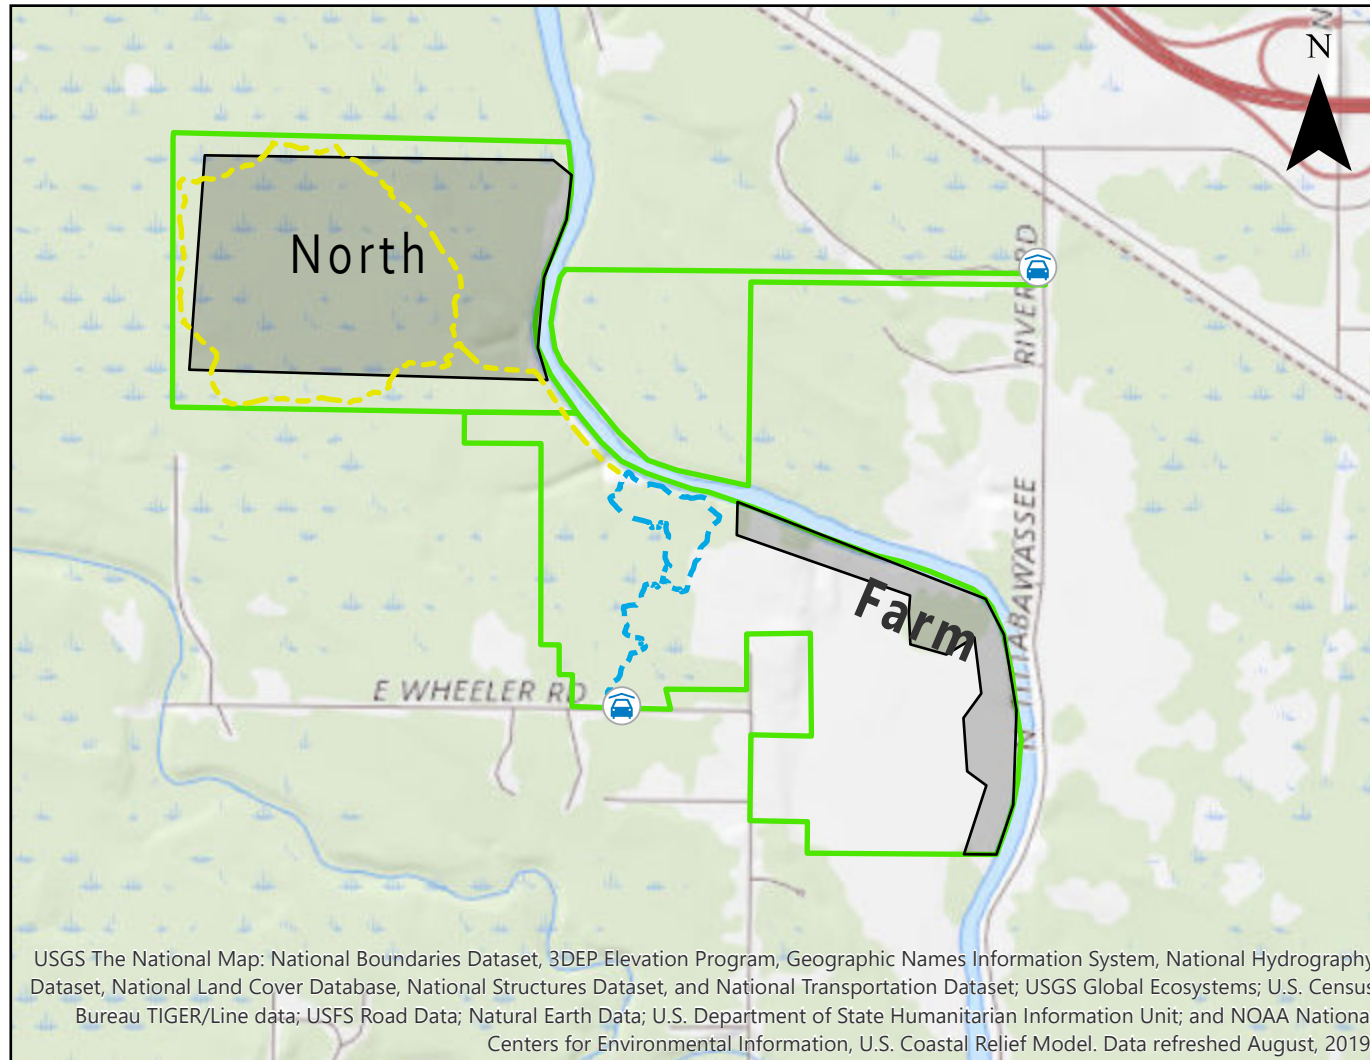 N
N
North
RIVER RD
Farm
N TITTABAWASSEE
E WHEELER RD
USGS The National Map: National Boundaries Dataset, 3DEP Elevation Program, Geographic Names Information System, National Hydrography
Dataset, National Land Cover Database, National Structures Dataset, and National Transportation Dataset; USGS Global Ecosystems; U.S. Census
Bureau TIGER/Line data; USFS Road Data; Natural Earth Data; U.S. Department of State Humanitarian Information Unit; and NOAA National
Centers for Environmental Information, U.S. Coastal Relief Model. Data refreshed August, 2019